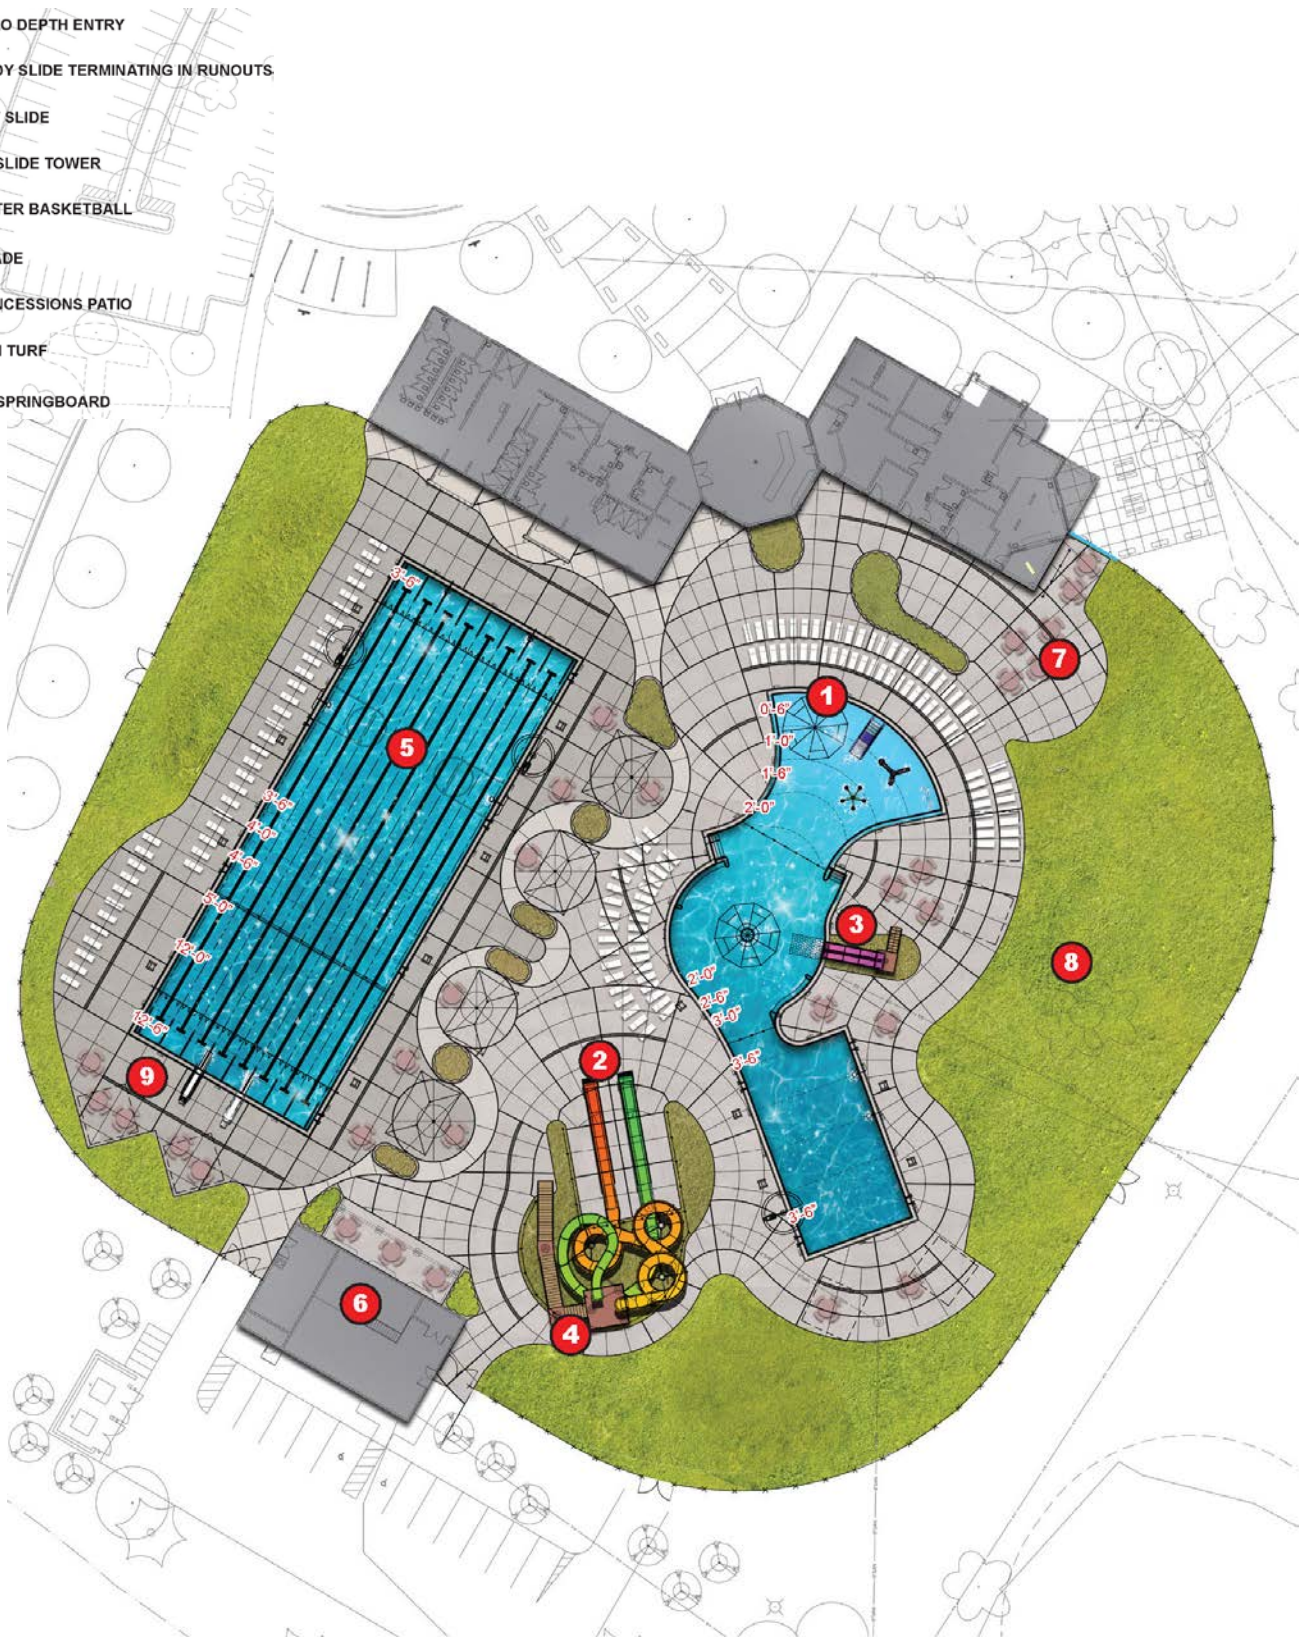 O DEPTH ENTRY
DY SLIDE TERMINATING IN RUNOUTS
SLIDE
SLIDE TOWER
TER BASKETBALL
ADE
NCESSIONS PATIO
TURF
SPRINGBOARD
3'-6"
7
1
0'-6"
5
1'-0"
1'-6"
3'-6"
2'-0"
4'-0"
4'-6"
5'-0"
3
12'-0"
8
2'-0"
2'-6"
3'-0"
12'-6"
2
3'-6"
9
3'-6"
6
4